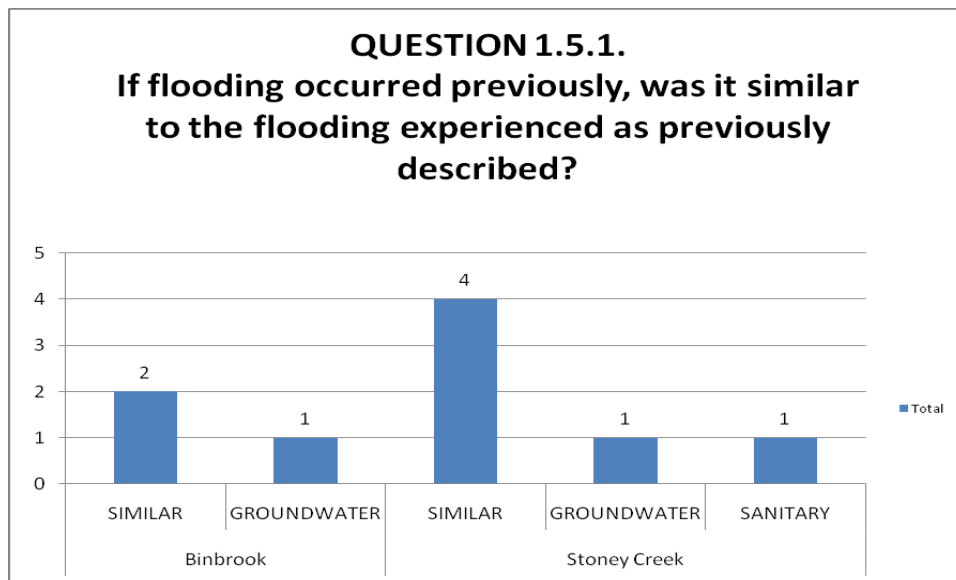 QUESTION 1.5.1.
If flooding occurred previously, was it similar
to the flooding experienced as previously
described?
5
4
3
2
1
0
2
1
4
1
1
Total
SIMILAR GROUNDWATER SIMILAR GROUNDWATER SANITARY
Binbrook Stoney Creek